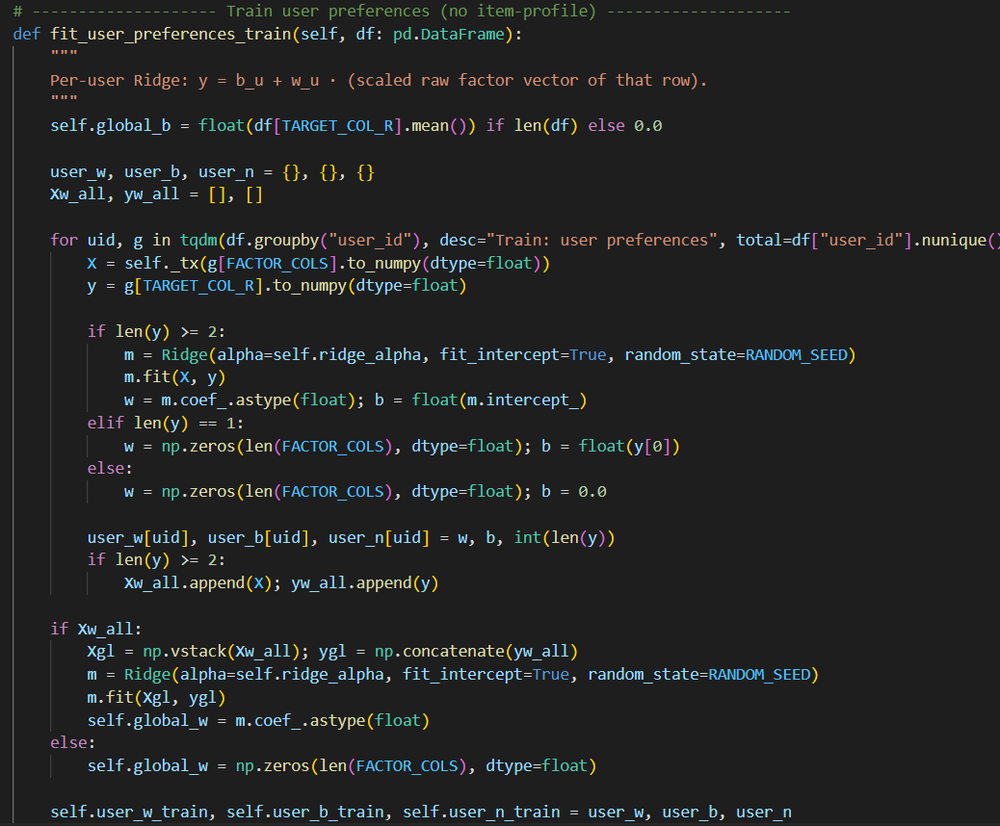 # -------------------- Train user preferences (no item-profile) --------------------
def fit_user_preferences_train(self, df: pd.DataFrame):
    """
    Per-user Ridge: y = b_u + w_u · (scaled raw factor vector of that row).
    """
    self.global_b = float(df[TARGET_COL_R].mean()) if len(df) else 0.0

    user_w, user_b, user_n = {}, {}, {}
    Xw_all, yw_all = [], []

    for uid, g in tqdm(df.groupby("user_id"), desc="Train: user preferences", total=df["user_id"].nunique()
        X = self._tx(g[FACTOR_COLS].to_numpy(dtype=float))
        y = g[TARGET_COL_R].to_numpy(dtype=float)

        if len(y) >= 2:
            m = Ridge(alpha=self.ridge_alpha, fit_intercept=True, random_state=RANDOM_SEED)
            m.fit(X, y)
            w = m.coef_.astype(float); b = float(m.intercept_)
        elif len(y) == 1:
            w = np.zeros(len(FACTOR_COLS), dtype=float); b = float(y[0])
        else:
            w = np.zeros(len(FACTOR_COLS), dtype=float); b = 0.0

        user_w[uid], user_b[uid], user_n[uid] = w, b, int(len(y))
        if len(y) >= 2:
            Xw_all.append(X); yw_all.append(y)

    if Xw_all:
        Xgl = np.vstack(Xw_all); ygl = np.concatenate(yw_all)
        m = Ridge(alpha=self.ridge_alpha, fit_intercept=True, random_state=RANDOM_SEED)
        m.fit(Xgl, ygl)
        self.global_w = m.coef_.astype(float)
    else:
        self.global_w = np.zeros(len(FACTOR_COLS), dtype=float)

    self.user_w_train, self.user_b_train, self.user_n_train = user_w, user_b, user_n